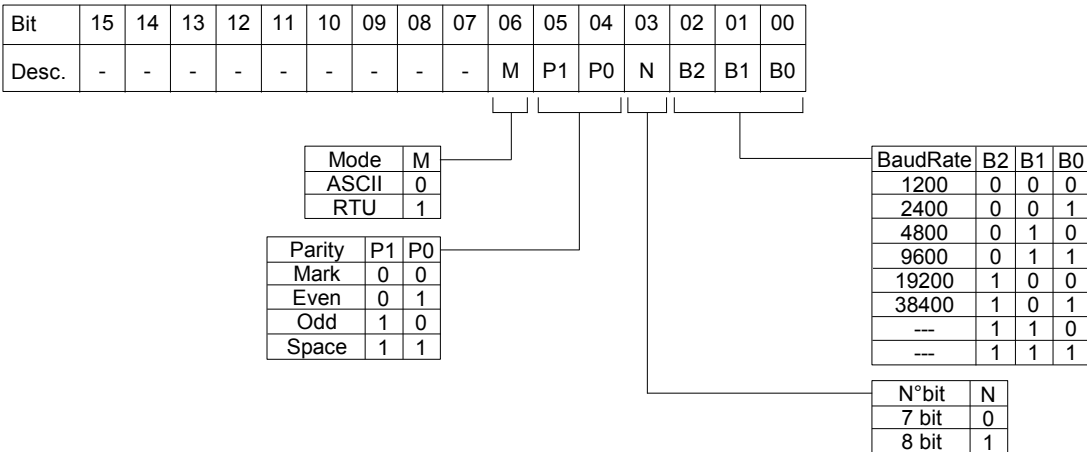 Bit 15 14 13 12 11 10 09 08 07 06 05 04 03 02 01 00
Desc. - - - - - - - - - M P1 P0 N B2 B1 B0
Mode M
ASCII 0
RTU 1
Parity P1 P0
Mark 0 0
Even 0 1
Odd 1 0
Space 1 1
BaudRate B2 B1 B0
1200 0 0 0
2400 0 0 1
4800 0 1 0
9600 0 1 1
19200 1 0 0
38400 1 0 1
--- 1 1 0
--- 1 1 1
N°bit N
7 bit 0
8 bit 1